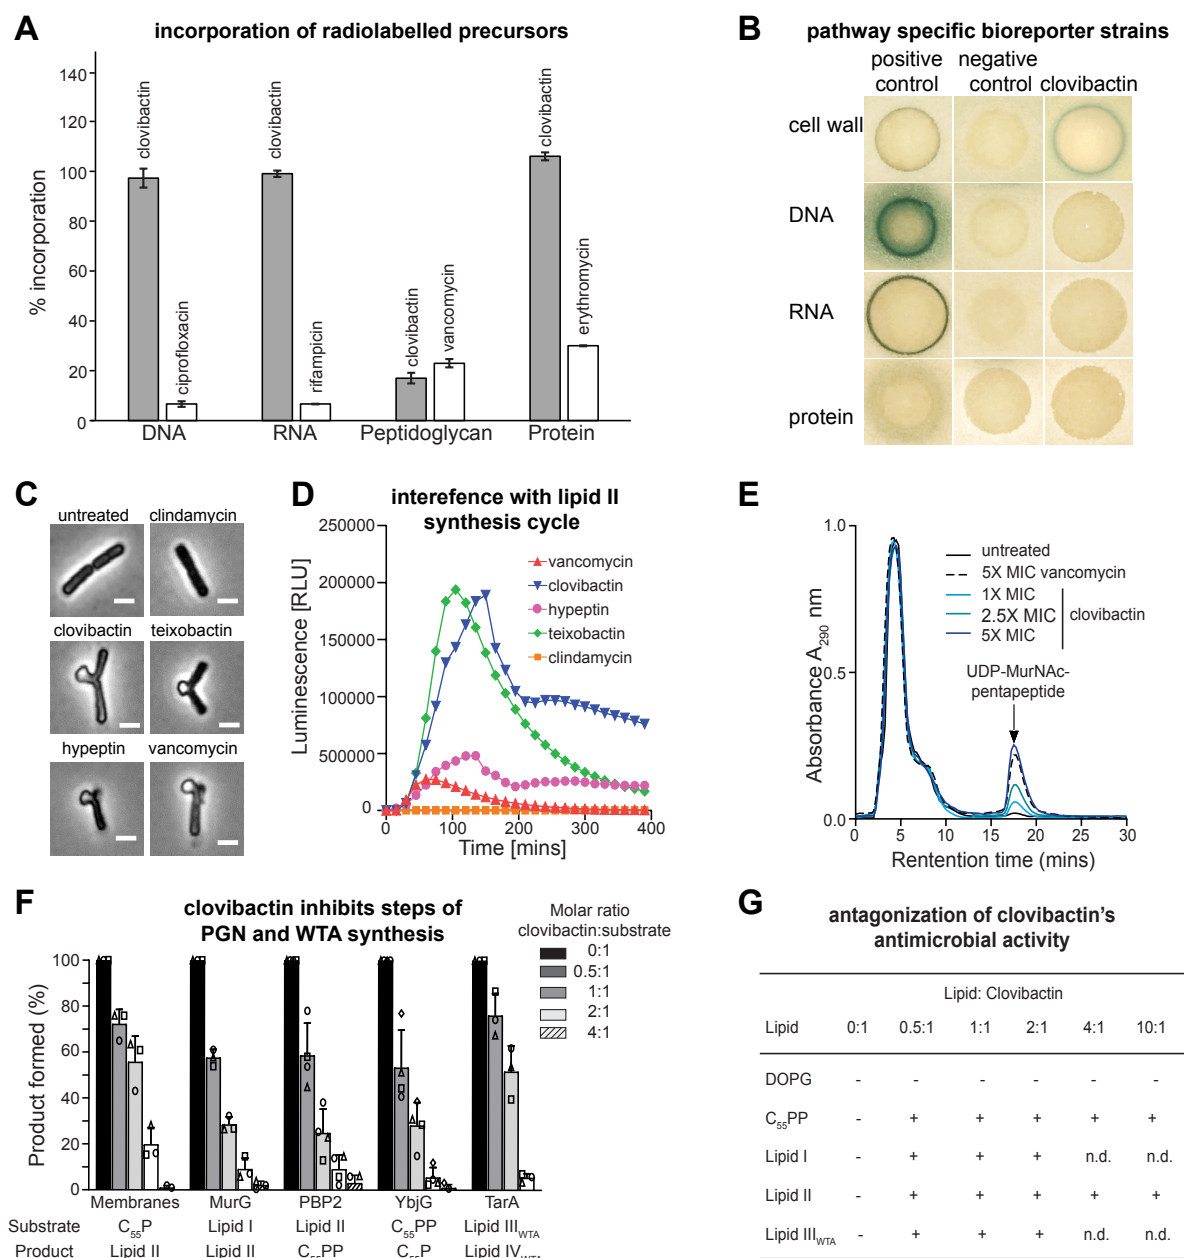 A
incorporation of radiolabelled precursors
% incorporation
140
120
100
80
60
40
20
0
clovibactin
ciprofloxacin
clovibactin
rifampicin
clovibactin
vancomycin
clovibactin
erythromycin
DNA
RNA
Peptidoglycan
Protein
B
pathway specific bioreporter strains
positive negative
control control clovibactin
cell wall
DNA
RNA
protein
C
untreated clindamycin
clovibactin teixobactin
hypeptin vancomycin
D
interefence with lipid II
synthesis cycle
Luminescence [RLU]
250000
200000
150000
100000
500000
0
vancomycin
clovibactin
hypeptin
teixobactin
clindamycin
0 100 200 300 400
Time [mins]
E
Absorbance A290 nm
1.0
0.5
0.0
untreated
5X MIC vancomycin
1X MIC
2.5X MIC
5X MIC
clovibactin
UDP-MurNAc-
pentapeptide
0 5 10 15 20 25 30
Rentention time (mins)
F
clovibactin inhibits steps of
PGN and WTA synthesis
Molar ratio
clovibactin:substrate
0:1
0.5:1
1:1
2:1
4:1
Product formed (%)
100
80
60
40
20
0
Membranes MurG PBP2 YbjG TarA
Substrate C55P Lipid I Lipid II C55PP Lipid IIIWTA
Product Lipid II Lipid II C55PP C55P Lipid IVWTA
G
antagonization of clovibactin's
antimicrobial activity
Lipid: Clovibactin
Lipid 0:1 0.5:1 1:1 2:1 4:1 10:1
DOPG - - - - - -
C55PP - + + + + +
Lipid I - + + + n.d. n.d.
Lipid II - + + + + +
Lipid IIIWTA - + + + n.d. n.d.